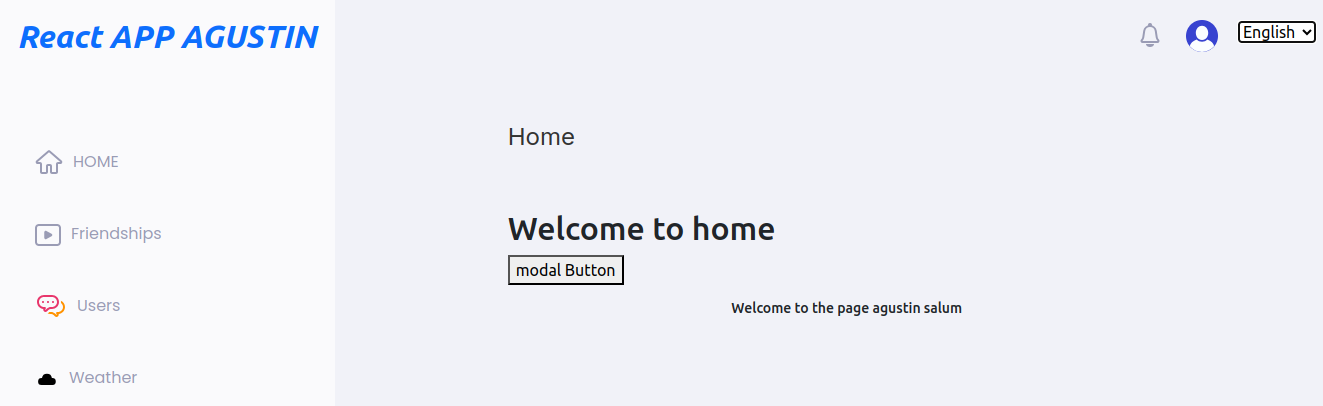 React APP AGUSTIN
English
HOME
Friendships
Users
Weather
Home
Welcome to home
modal Button
Welcome to the page agustin salum